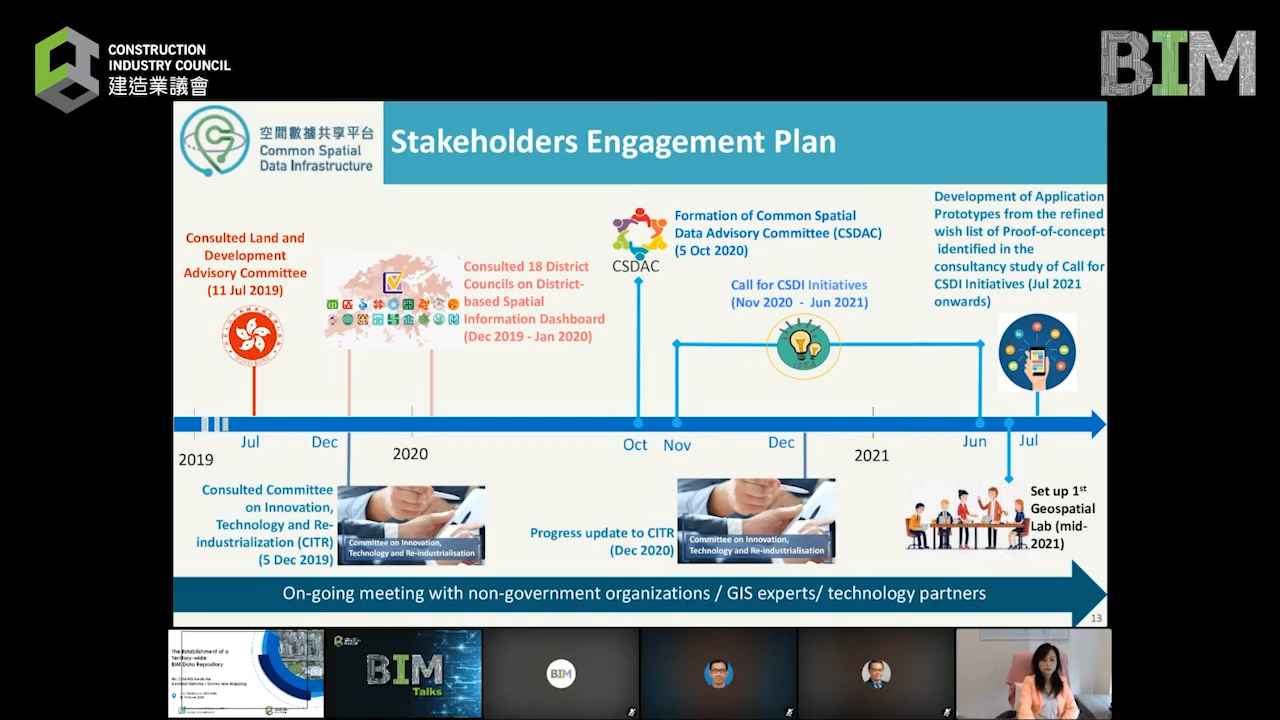 CONSTRUCTION
INDUSTRY COUNCIL
建造業議會
BIM
空間數據共享平台
Common Spatial
Data Infrastructure
Stakeholders Engagement Plan
Consulted Land and
Development
Advisory Committee
(11 Jul 2019)
Consulted 18 District
Councils on District-
based Spatial
Information Dashboard
(Dec 2019 - Jan 2020)
CSDAC
Formation of Common Spatial
Data Advisory Committee (CSDAC)
(5 Oct 2020)
Call for CSDI Initiatives
(Nov 2020 - Jun 2021)
Development of Application
Prototypes from the refined
wish list of Proof-of-concept
identified in the
consultancy study of Call for
CSDI Initiatives (Jul 2021
onwards)
2019
Jul
Dec
2020
Oct
Nov
Dec
2021
Jun
Jul
Consulted Committee
on Innovation,
Technology and Re-
industrialization (CITR)
(5 Dec 2019)
Committee on Innovation,
Technology and Re-industrialisation
Progress update to CITR
(Dec 2020)
Committee on Innovation,
Technology and Re-industrialisation
Set up 1st
Geospatial
Lab (mid-
2021)
On-going meeting with non-government organizations / GIS experts/ technology partners
13
The Establishment of a
Territory-wide
BIM Data Repository
BIM
Talks
BIM